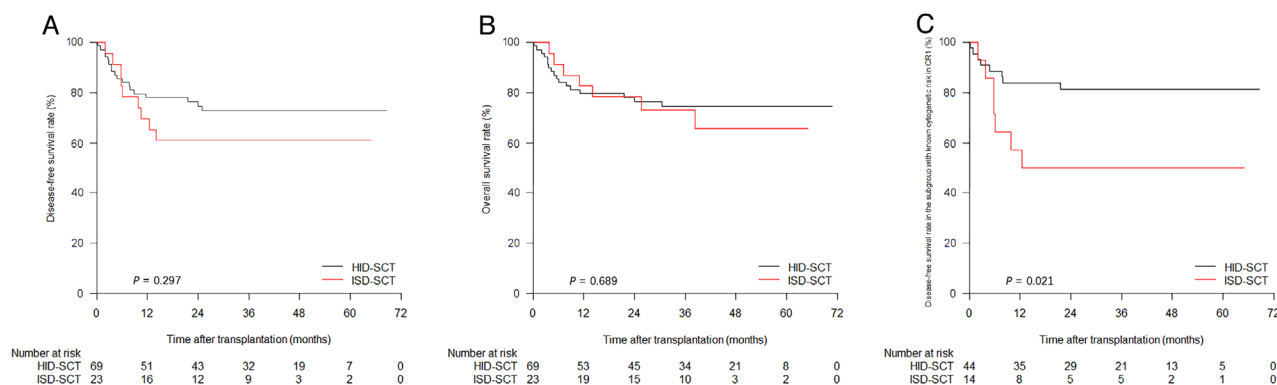 A
Disease-free survival rate (%)
100
80
60
40
20
0
P = 0.297
HID-SCT
ISD-SCT
0 12 24 36 48 60 72
Time after transplantation (months)
Number at risk
HID-SCT 69 51 43 32 19 7 0
ISD-SCT 23 16 12 9 3 2 0
B
Overall survival rate (%)
100
80
60
40
20
0
P = 0.689
HID-SCT
ISD-SCT
0 12 24 36 48 60 72
Time after transplantation (months)
Number at risk
HID-SCT 69 53 45 34 21 8 0
ISD-SCT 23 19 15 10 3 2 0
C
Disease-free survival rate in the subgroup with known cytogenetic risk in CR1 (%)
100
80
60
40
20
0
P = 0.021
HID-SCT
ISD-SCT
0 12 24 36 48 60 72
Time after transplantation (months)
Number at risk
HID-SCT 44 35 29 21 13 5 0
ISD-SCT 14 8 5 5 2 1 0